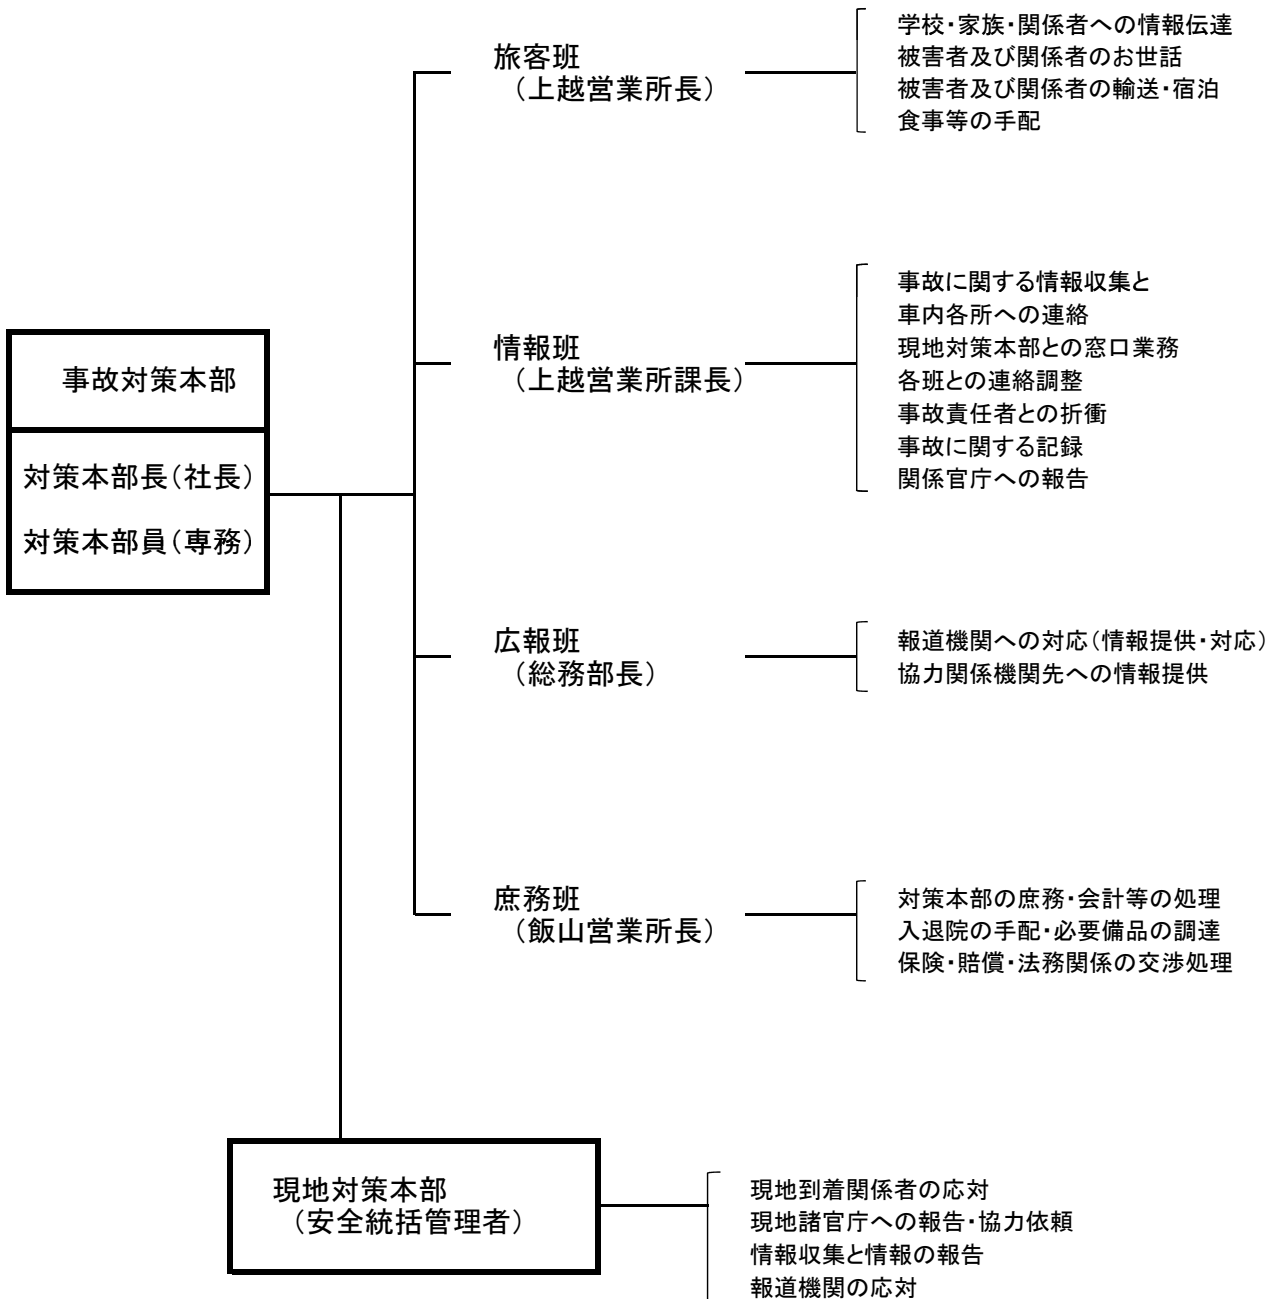 事故対策本部
対策本部長(社長)
対策本部員(専務)
旅客班
(上越営業所長)
学校・家族・関係者への情報伝達
被害者及び関係者のお世話
被害者及び関係者の輸送・宿泊
食事等の手配
情報班
(上越営業所課長)
事故に関する情報収集と
車内各所への連絡
現地対策本部との窓口業務
各班との連絡調整
事故責任者との折衝
事故に関する記録
関係官庁への報告
広報班
(総務部長)
報道機関への対応(情報提供・対応)
協力関係機関先への情報提供
庶務班
(飯山営業所長)
対策本部の庶務・会計等の処理
入退院の手配・必要備品の調達
保険・賠償・法務関係の交渉処理
現地対策本部
(安全統括管理者)
現地到着関係者の応対
現地諸官庁への報告・協力依頼
情報収集と情報の報告
報道機関の応対